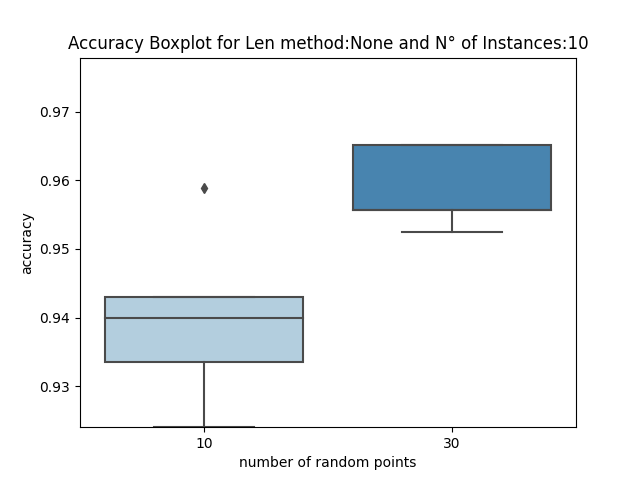 Accuracy Boxplot for Len method:None and N° of Instances:10
0.97
0.96
0.95
0.94
0.93
accuracy
10 30
number of random points